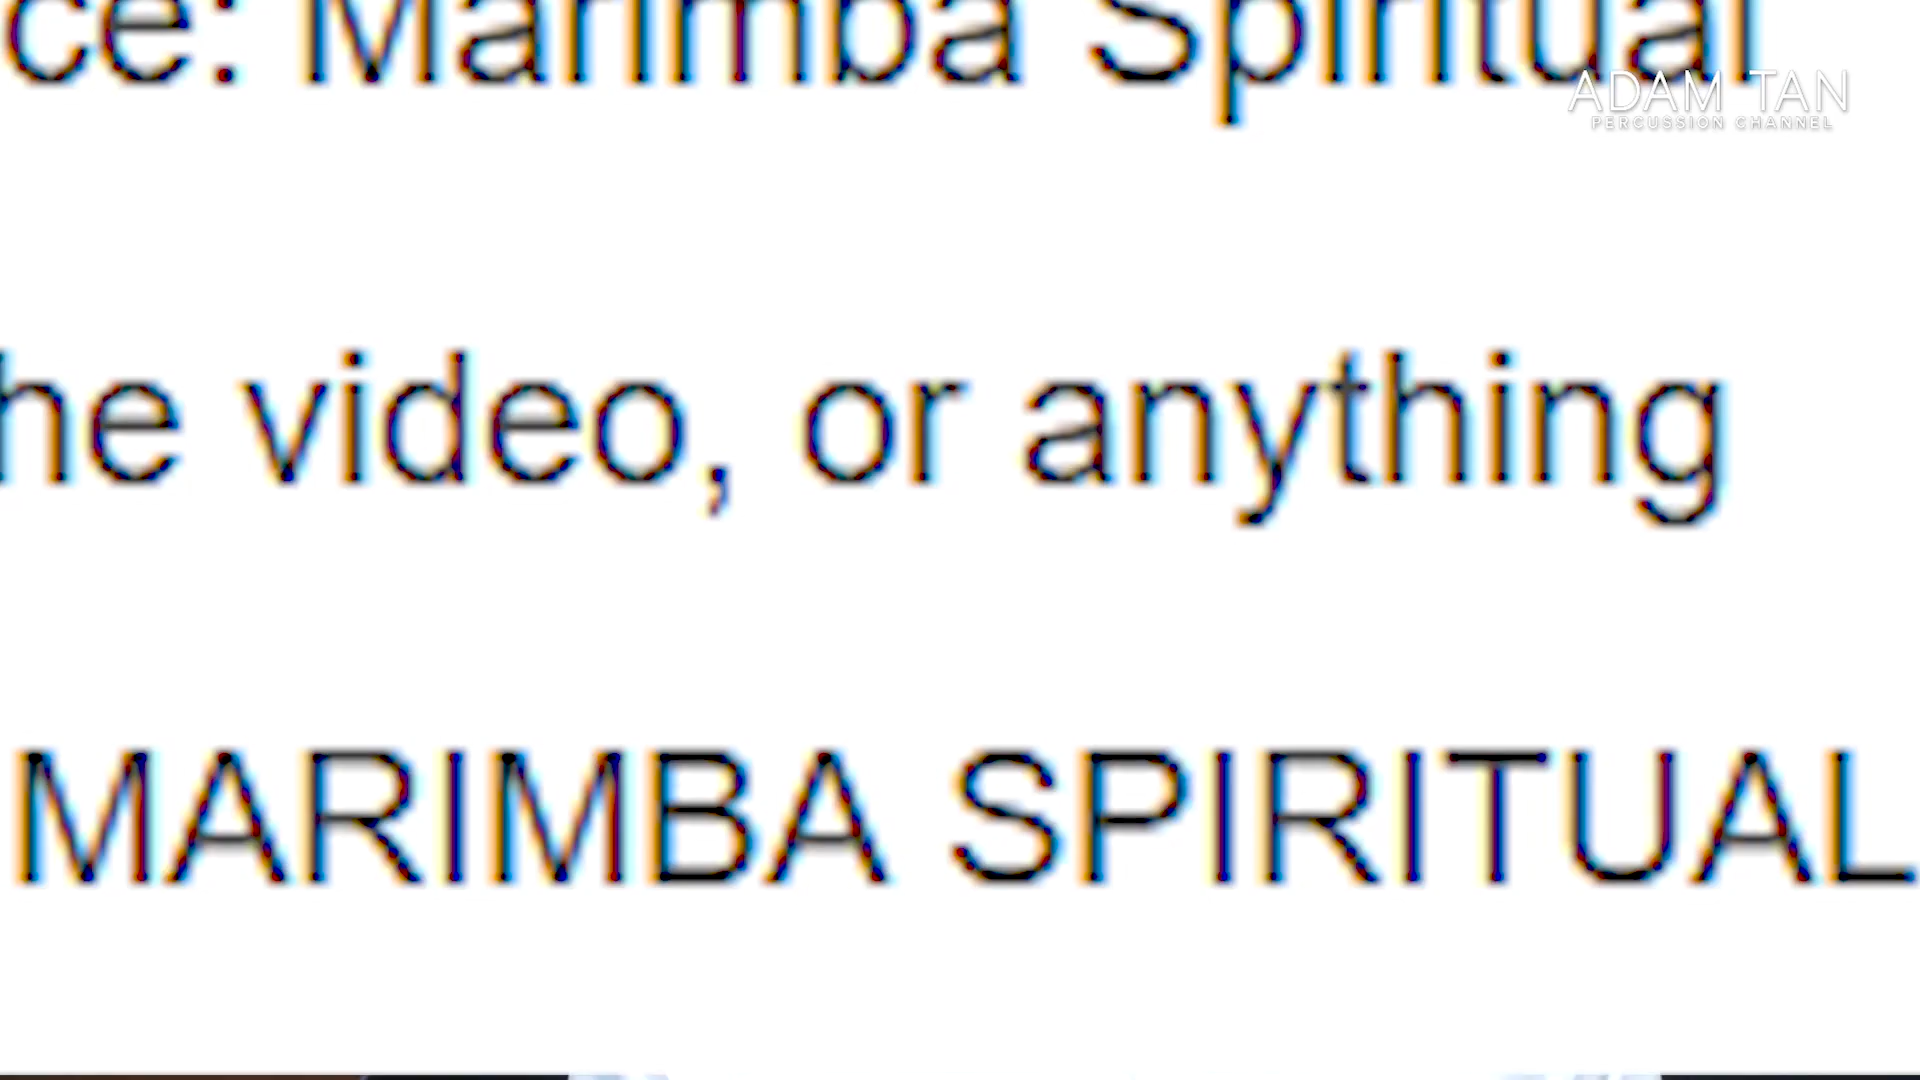 ce: Marimba Spiritual
ADAM TAN
PERCUSSION CHANNEL
he video, or anything
MARIMBA SPIRITUAL